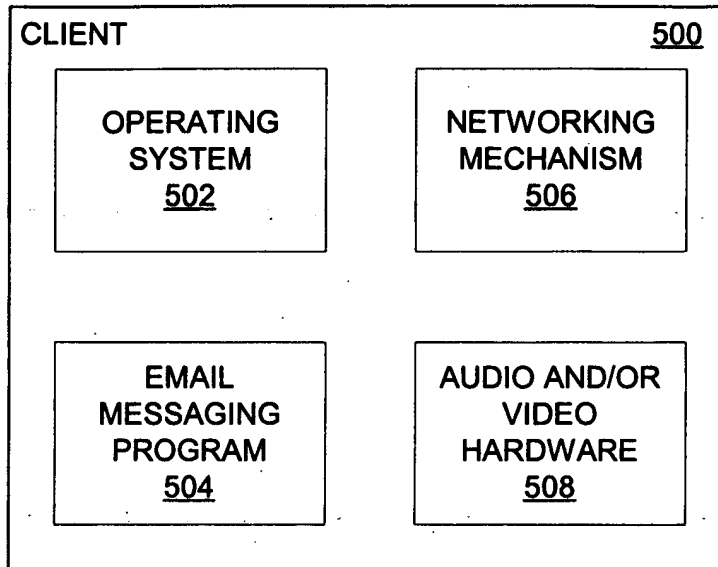 CLIENT 500
OPERATING
SYSTEM
502
NETWORKING
MECHANISM
506
EMAIL
MESSAGING
PROGRAM
504
AUDIO AND/OR
VIDEO
HARDWARE
508